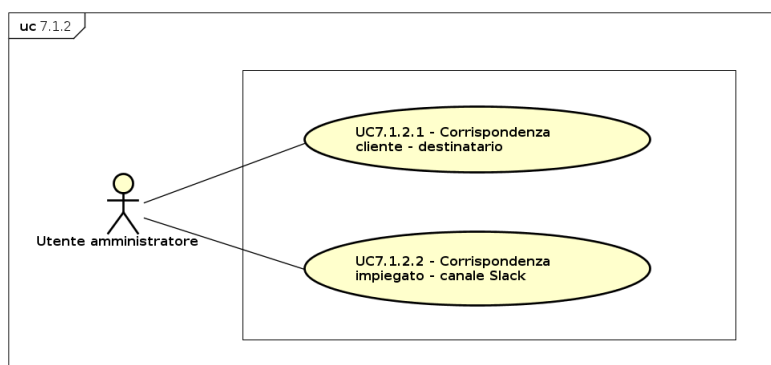 uc 7.1.2
UC7.1.2.1 - Corrispondenza
cliente - destinatario
Utente amministratore
UC7.1.2.2 - Corrispondenza
impiegato - canale Slack